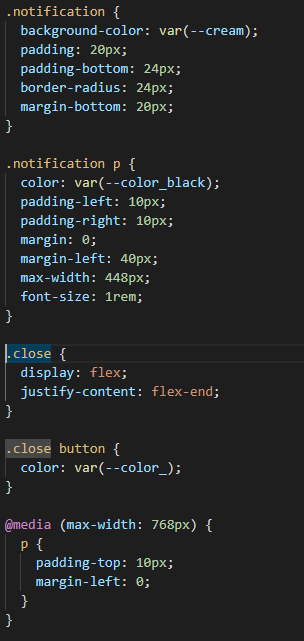 .notification {
  background-color: var(--cream);
  padding: 20px;
  padding-bottom: 24px;
  border-radius: 24px;
  margin-bottom: 20px;
}

.notification p {
  color: var(--color_black);
  padding-left: 10px;
  padding-right: 10px;
  margin: 0;
  margin-left: 40px;
  max-width: 448px;
  font-size: 1rem;
}

.close {
  display: flex;
  justify-content: flex-end;
}

.close button {
  color: var(--color_);
}

@media (max-width: 768px) {
  p {
    padding-top: 10px;
    margin-left: 0;
  }
}